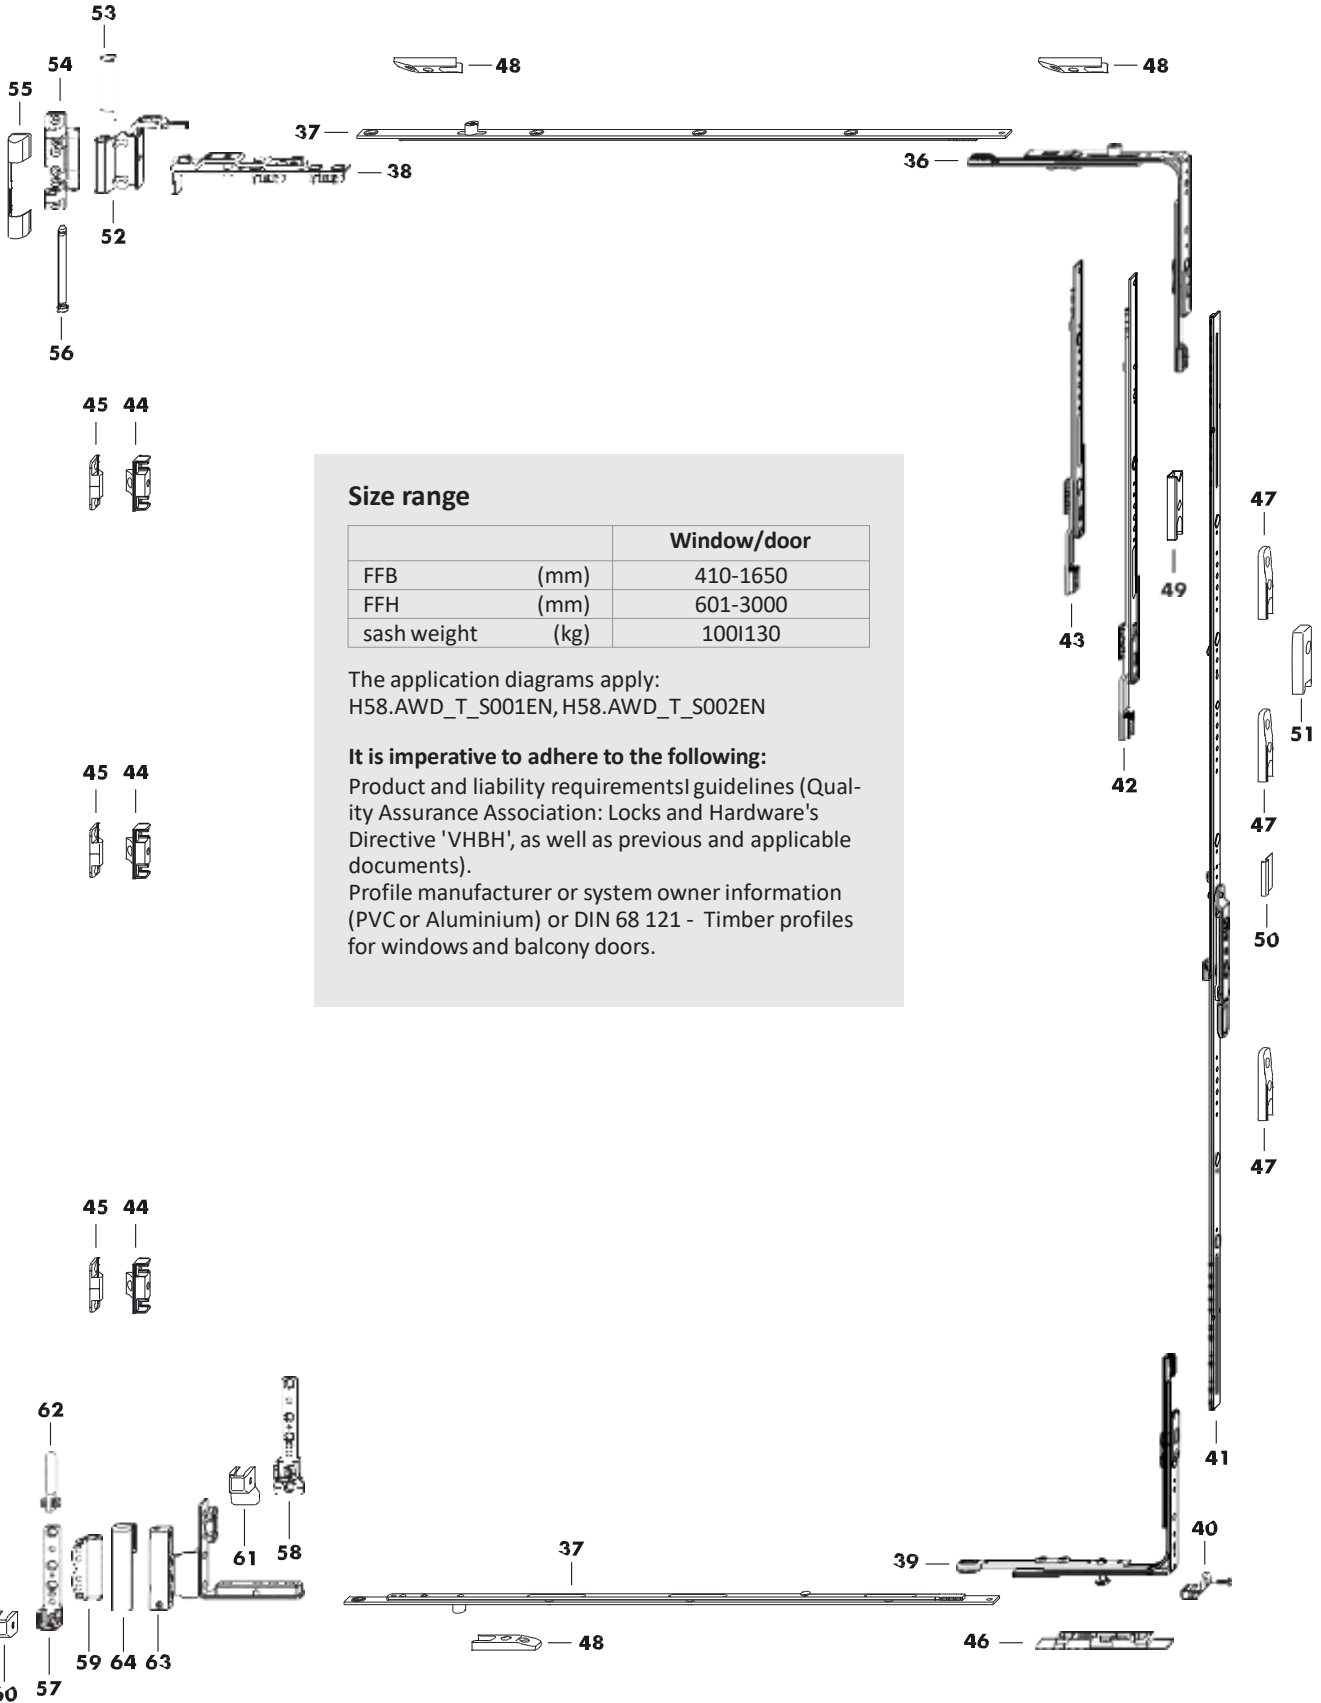 53
54
55
48
48
37
36
38
52
56
45 44
Size range
Window/door
FFB (mm) 410-1650
FFH (mm) 601-3000
sash weight (kg) 100I130
The application diagrams apply:
H58.AWD_T_S001EN, H58.AWD_T_S002EN
It is imperative to adhere to the following:
Product and liability requirementsI guidelines (Qual-
ity Assurance Association: Locks and Hardware's
Directive 'VHBH', as well as previous and applicable
documents).
Profile manufacturer or system owner information
(PVC or Aluminium) or DIN 68 121 - Timber profiles
for windows and balcony doors.
47
49
43
51
42
45 44
47
50
47
45 44
62
41
61 58
37
39
40
48
46
59 64 63
60 57